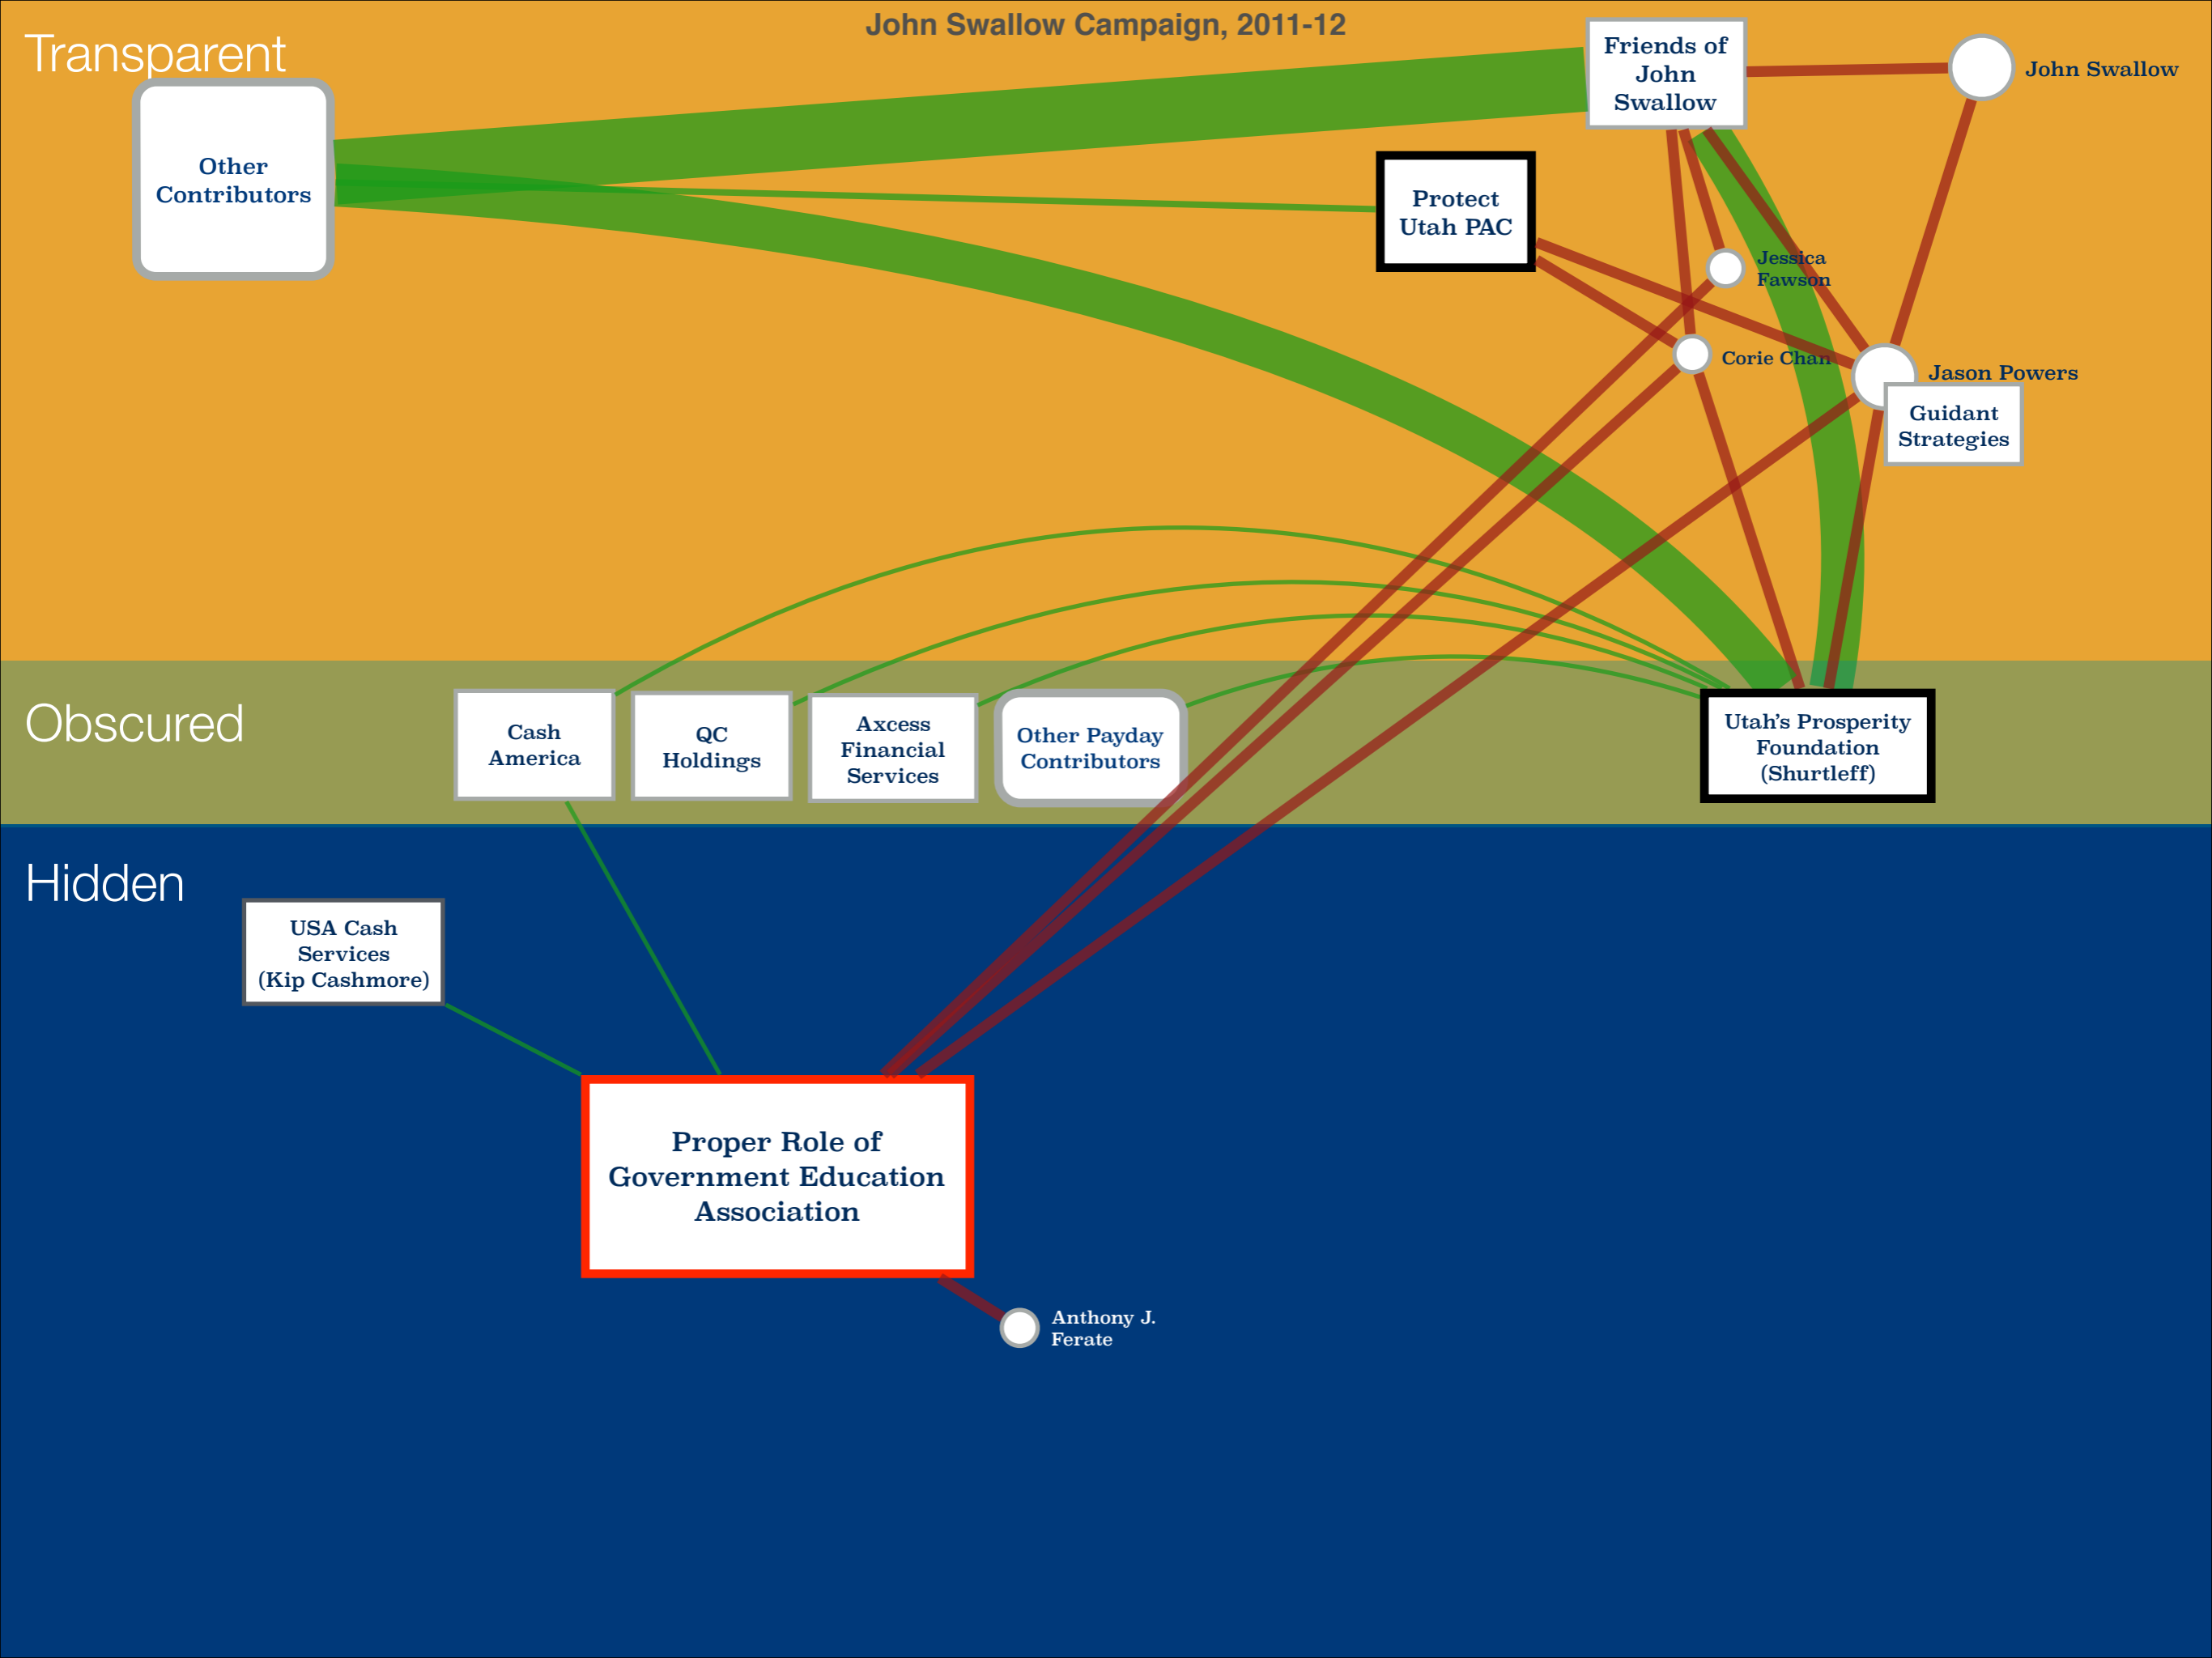 John Swallow Campaign, 2011-12
Transparent
Friends of
John
Swallow
John Swallow
Other
Contributors
Protect
Utah PAC
Jessica
Fawson
Corie Chan
Jason Powers
Guidant
Strategies
Obscured
Cash
America
QC
Holdings
Axcess
Financial
Services
Other Payday
Contributors
Utah's Prosperity
Foundation
(Shurtleff)
Hidden
USA Cash
Services
(Kip Cashmore)
Proper Role of
Government Education
Association
Anthony J.
Ferate